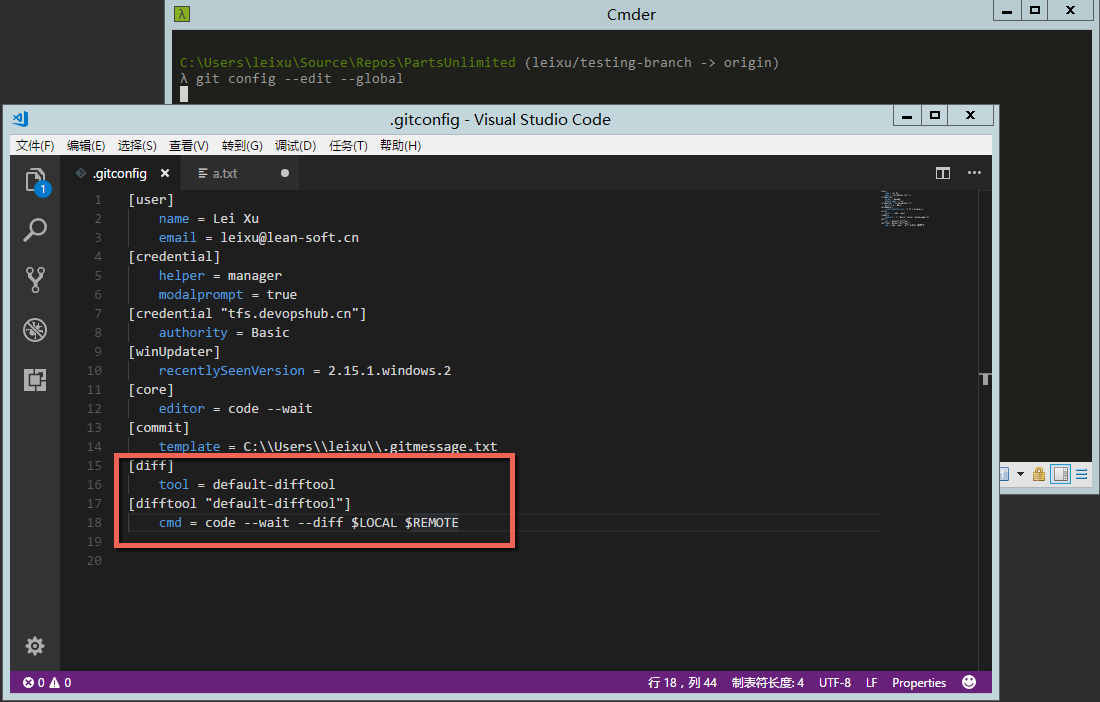 Cmder
C:\Users\leixu\Source\Repos\PartsUnlimited (leixu/testing-branch -> origin)
λ git config --edit --global
.gitconfig - Visual Studio Code
文件(F) 编辑(E) 选择(S) 查看(V) 转到(G) 调试(D) 任务(T) 帮助(H)
.gitconfig a.txt
1
1 [user]
2 name = Lei Xu
3 email = leixu@lean-soft.cn
4 [credential]
5 helper = manager
6 modalprompt = true
7 [credential "tfs.devopshub.cn"]
8 authority = Basic
9 [winUpdater]
10 recentlySeenVersion = 2.15.1.windows.2
11 [core]
12 editor = code --wait
13 [commit]
14 template = C:\\Users\\leixu\\.gitmessage.txt
15 [diff]
16 tool = default-difftool
17 [difftool "default-difftool"]
18 cmd = code --wait --diff $LOCAL $REMOTE
19
20
0 0 行 18，列 44 制表符长度: 4 UTF-8 LF Properties